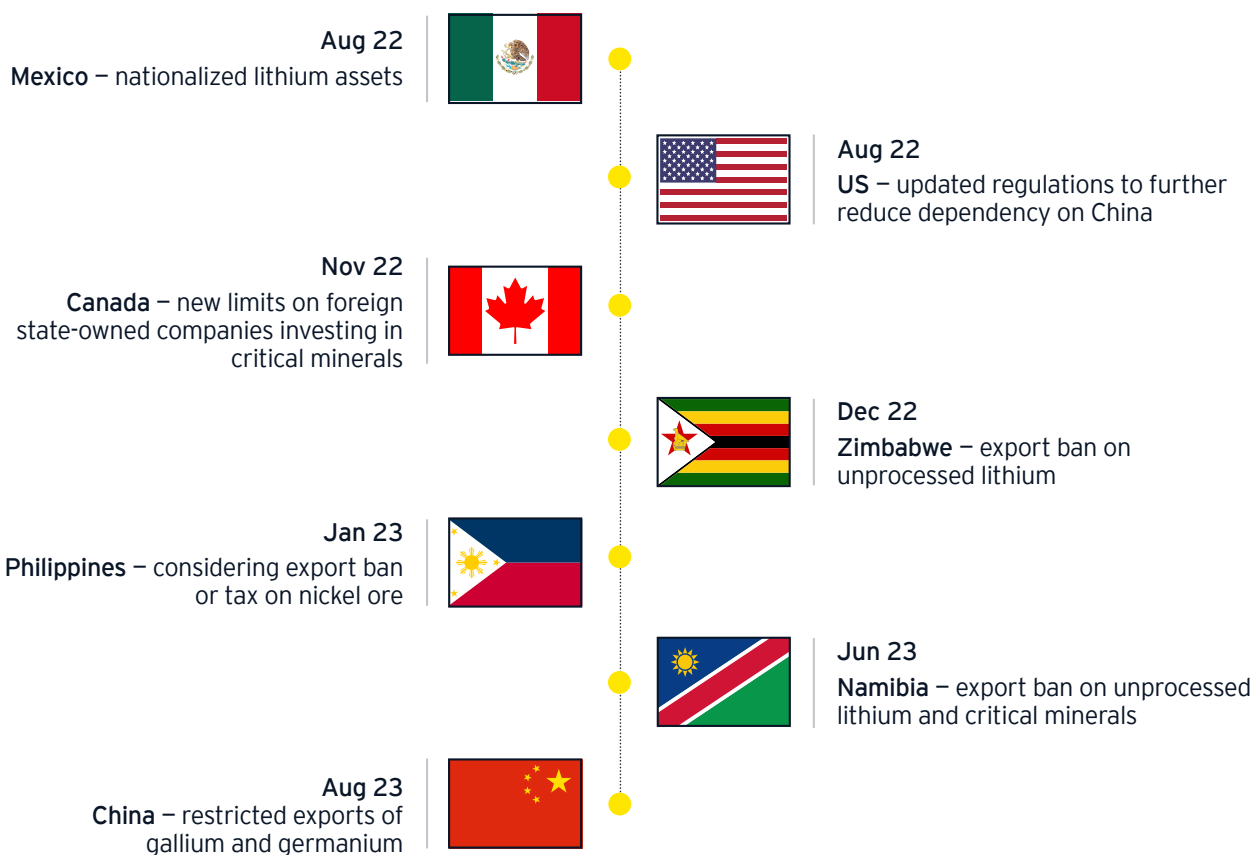 Aug 22
Mexico – nationalized lithium assets
Aug 22
US – updated regulations to further
reduce dependency on China
Nov 22
Canada – new limits on foreign
state-owned companies investing in
critical minerals
Dec 22
Zimbabwe – export ban on
unprocessed lithium
Jan 23
Philippines – considering export ban
or tax on nickel ore
Jun 23
Namibia – export ban on unprocessed
lithium and critical minerals
Aug 23
China – restricted exports of
gallium and germanium